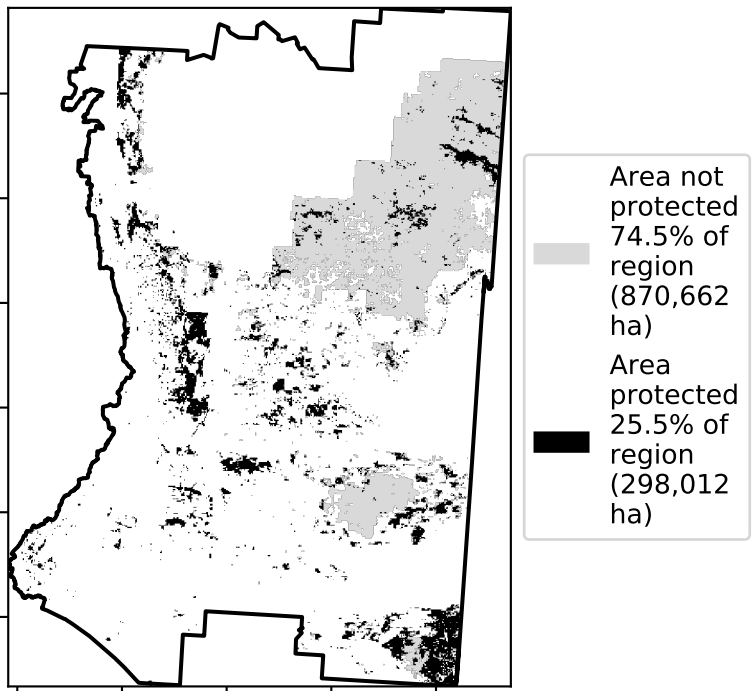 Area not
protected
74.5% of
region
(870,662
ha)
Area
protected
25.5% of
region
(298,012
ha)